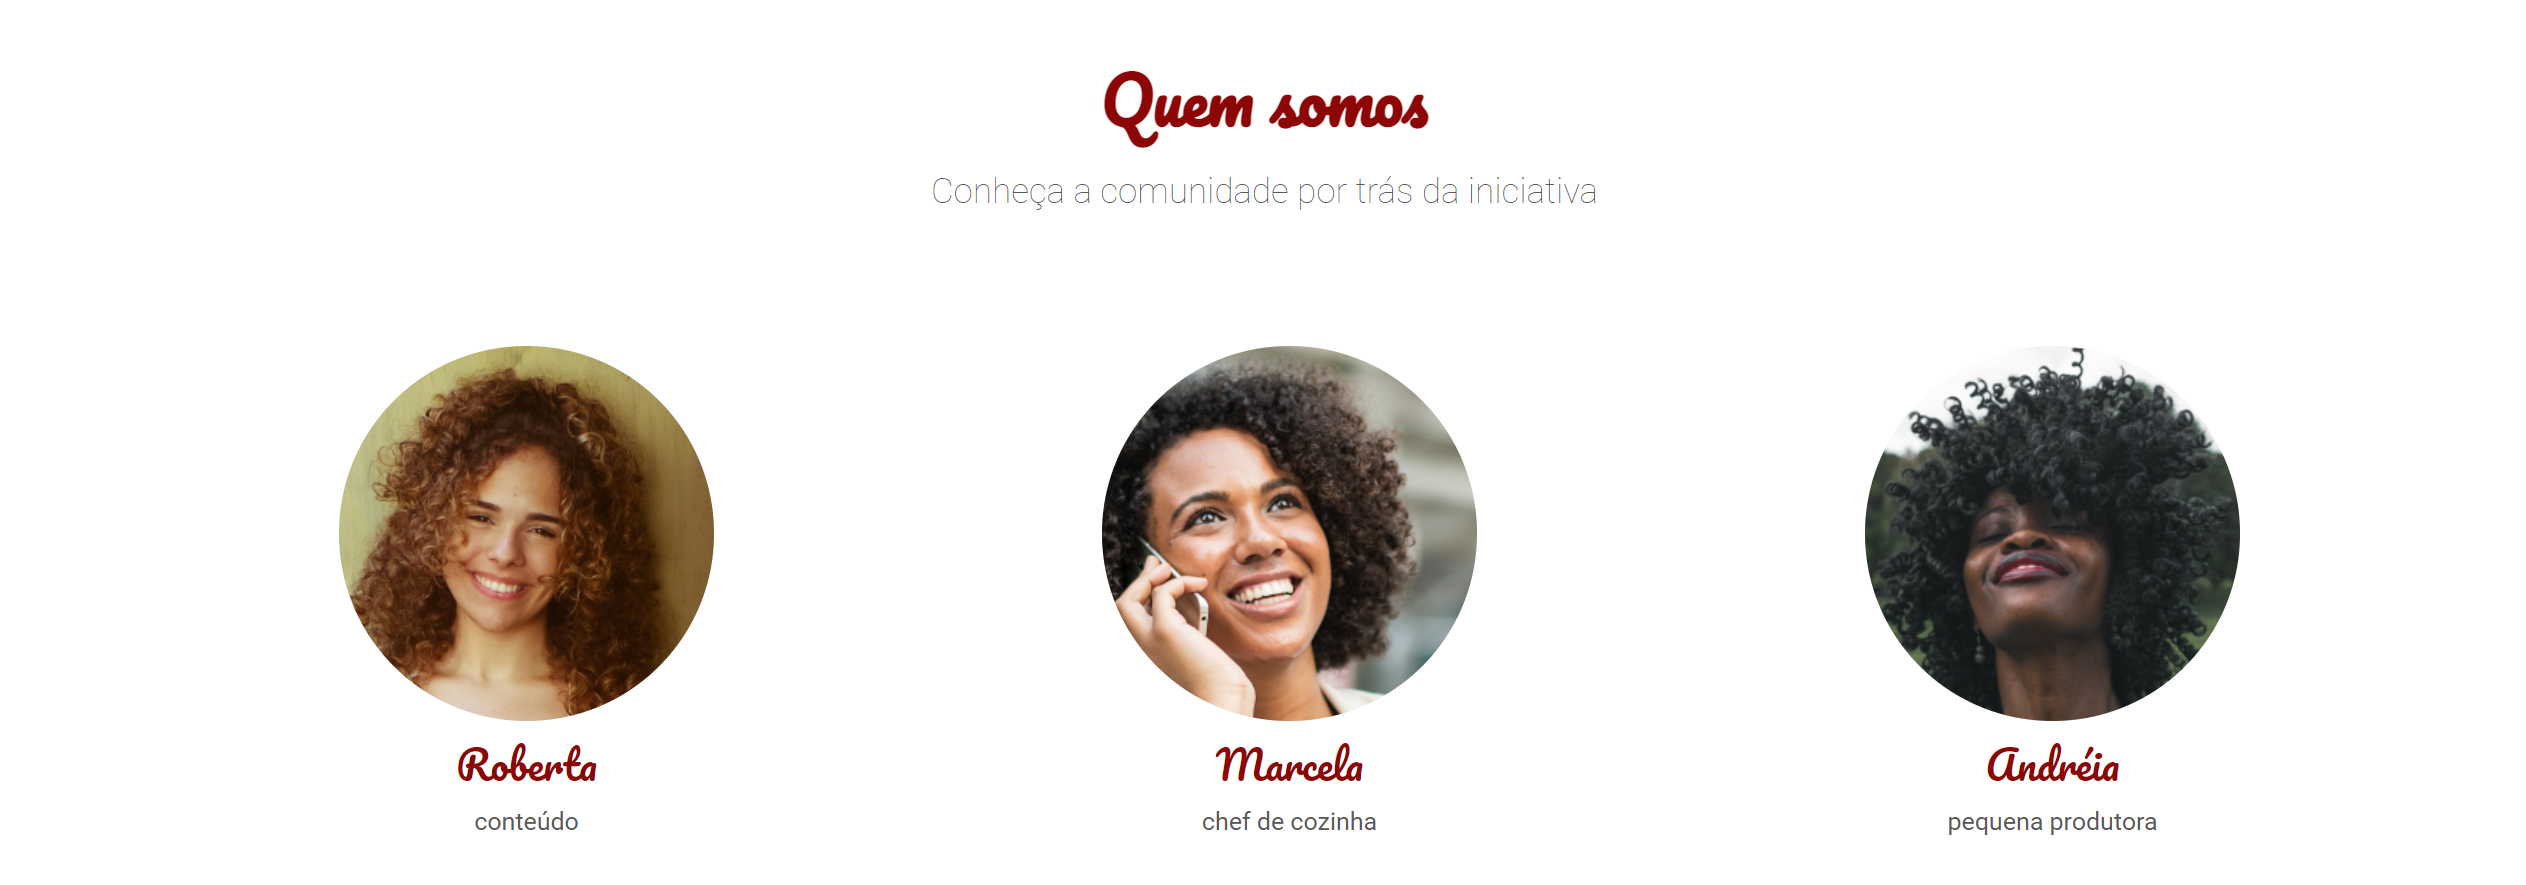 Quem somos
Conheça a comunidade por trás da iniciativa
Roberta
conteúdo
Marcela
chef de cozinha
Andréia
pequena produtora